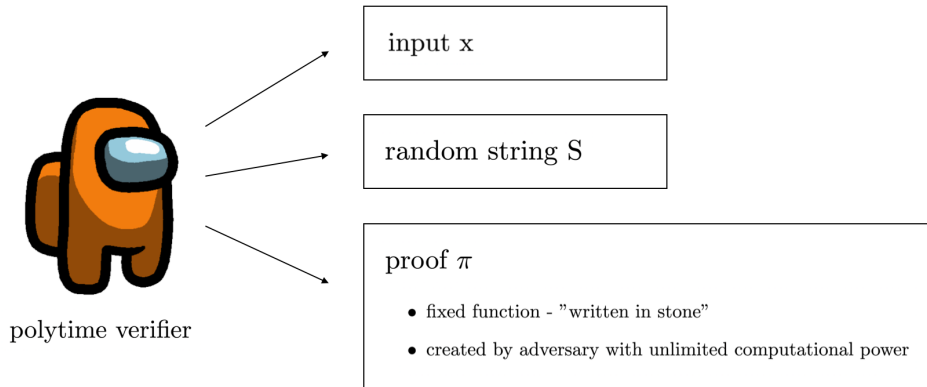 input x
random string S
proof π
• fixed function - "written in stone"
• created by adversary with unlimited computational power
polytime verifier